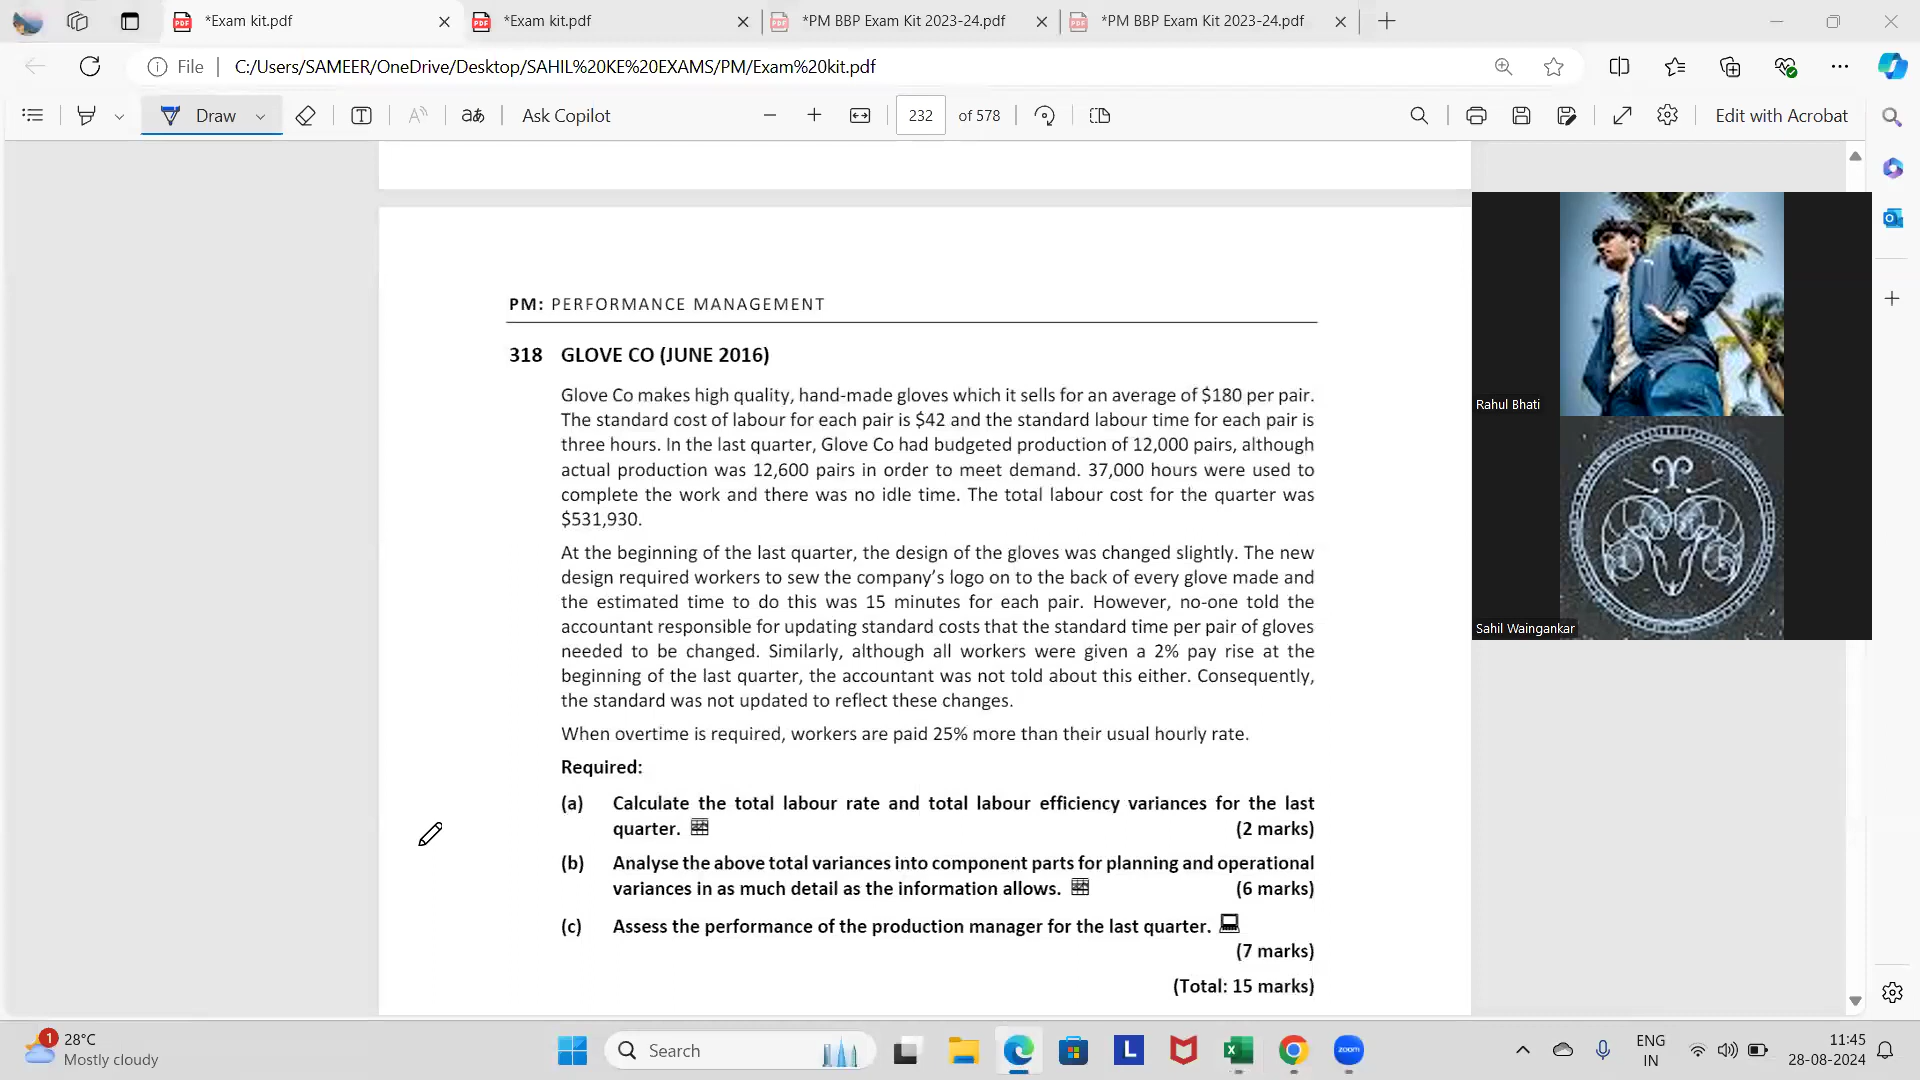 *Exam kit.pdf
*Exam kit.pdf
*PM BBP Exam Kit 2023-24.pdf
*PM BBP Exam Kit 2023-24.pdf
File
C:/Users/SAMEER/OneDrive/Desktop/SAHIL%20KE%20EXAMS/PM/Exam%20kit.pdf
Draw
Ask Copilot
232
of 578
Edit with Acrobat
PM: PERFORMANCE MANAGEMENT
318 GLOVE CO (JUNE 2016)
Glove Co makes high quality, hand-made gloves which it sells for an average of $180 per pair.
The standard cost of labour for each pair is $42 and the standard labour time for each pair is
three hours. In the last quarter, Glove Co had budgeted production of 12,000 pairs, although
actual production was 12,600 pairs in order to meet demand. 37,000 hours were used to
complete the work and there was no idle time. The total labour cost for the quarter was
$531,930.
At the beginning of the last quarter, the design of the gloves was changed slightly. The new
design required workers to sew the company's logo on to the back of every glove made and
the estimated time to do this was 15 minutes for each pair. However, no-one told the
accountant responsible for updating standard costs that the standard time per pair of gloves
needed to be changed. Similarly, although all workers were given a 2% pay rise at the
beginning of the last quarter, the accountant was not told about this either. Consequently,
the standard was not updated to reflect these changes.
When overtime is required, workers are paid 25% more than their usual hourly rate.
Required:
(a) Calculate the total labour rate and total labour efficiency variances for the last
quarter. (2 marks)
(b) Analyse the above total variances into component parts for planning and operational
variances in as much detail as the information allows. (6 marks)
(c) Assess the performance of the production manager for the last quarter.
(7 marks)
(Total: 15 marks)
Rahul Bhati
Sahil Waingankar
1
28°C
Mostly cloudy
Search
L
zoom
ENG
IN
11:45
28-08-2024